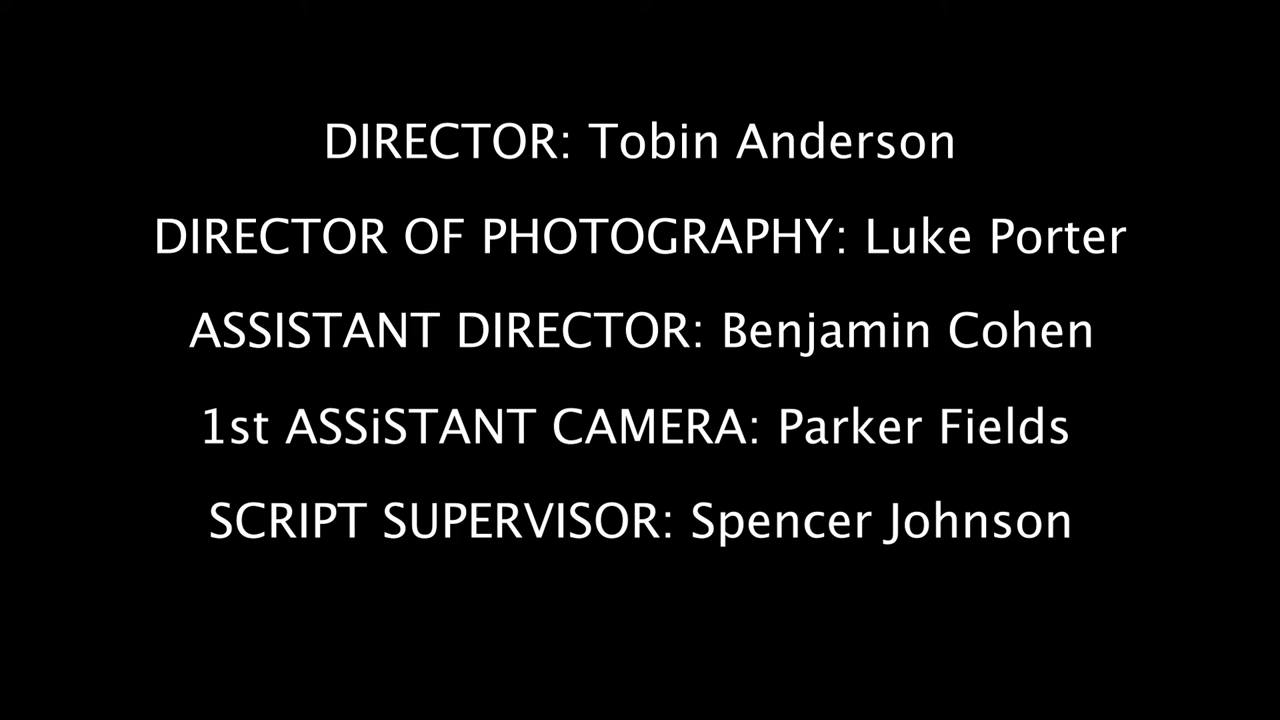 DIRECTOR: Tobin Anderson
DIRECTOR OF PHOTOGRAPHY: Luke Porter
ASSISTANT DIRECTOR: Benjamin Cohen
1st ASSiSTANT CAMERA: Parker Fields
SCRIPT SUPERVISOR: Spencer Johnson